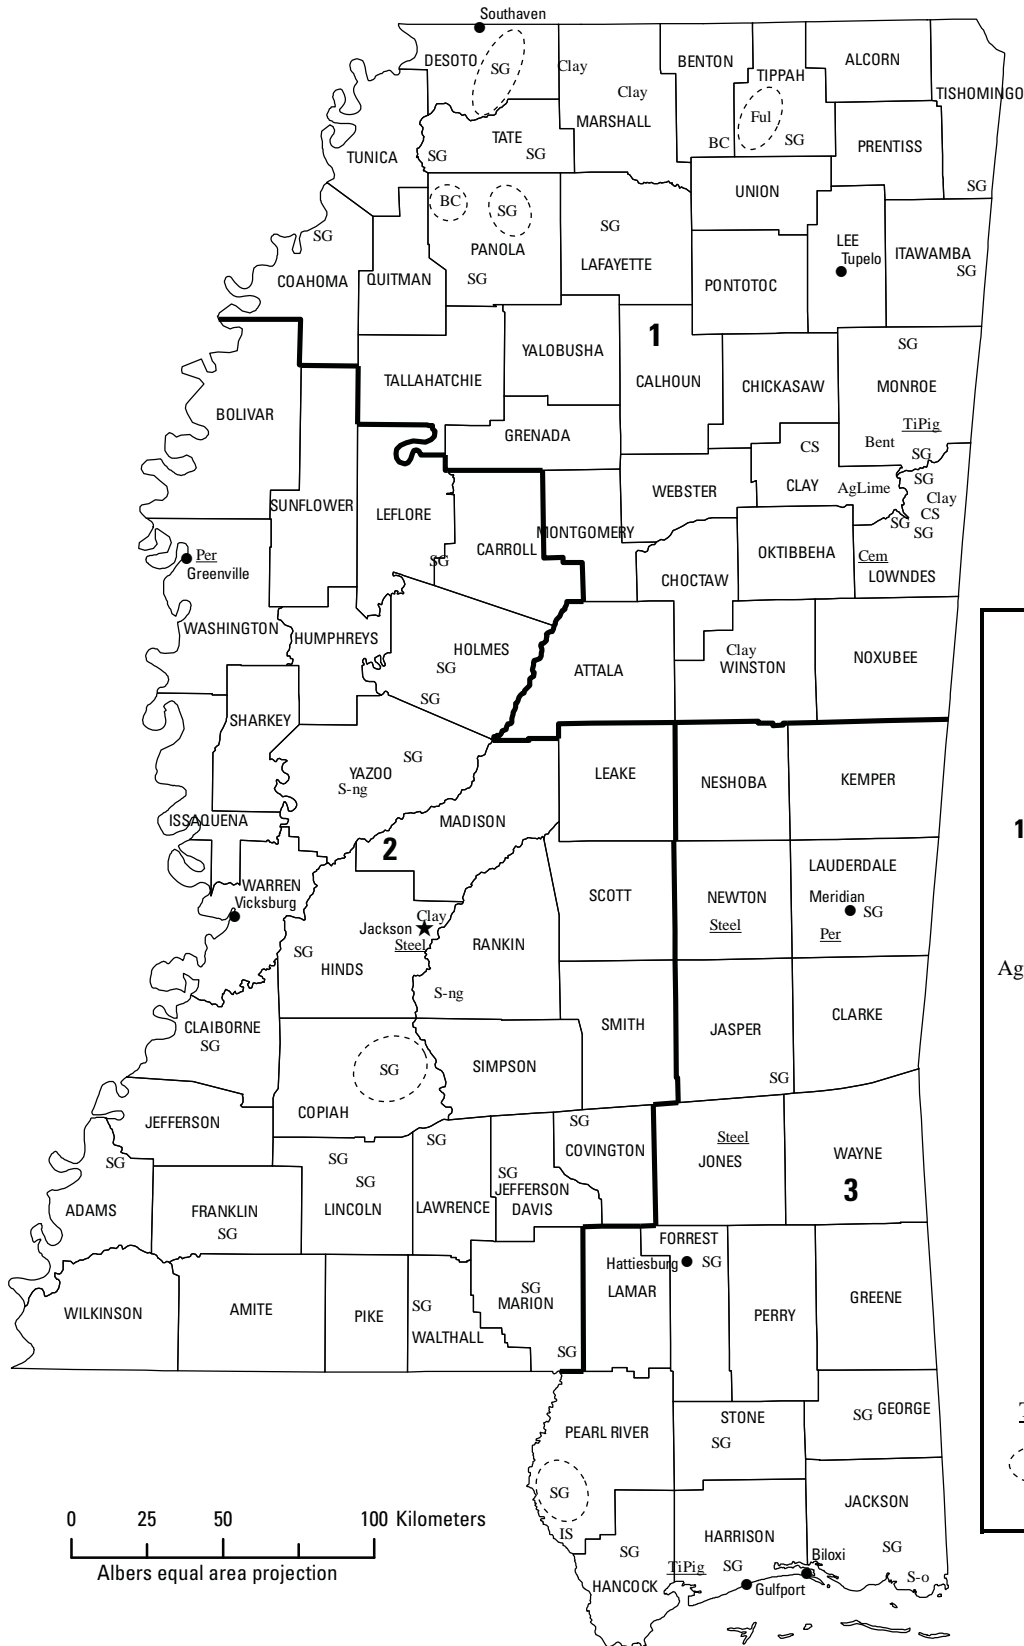 Southaven
DESOTO
SG
Clay
BENTON
ALCORN
TIPPAH
TISHOMINGO
Clay
MARSHALL
Ful
BC
SG
PRENTISS
TUNICA
TATE
SG
SG
UNION
SG
BC
SG
SG
PANOLA
SG
SG
LAFAYETTE
COAHOMA
QUITMAN
PONTOTOC
LEE
Tupelo
ITAWAMBA
SG
1
YALOBUSHA
TALLAHATCHIE
CALHOUN
CHICKASAW
SG
MONROE
BOLIVAR
GRENADA
TiPig
Bent
SG
CS
CLAY
AgLime
SG
Clay
CS
SG
SG
WEBSTER
SUNFLOWER
LEFLORE
SG
CARROLL
MONTGOMERY
OKTIBBEHA
Cem
LOWNDES
CHOCTAW
Per
Greenville
WASHINGTON
HUMPHREYS
HOLMES
SG
SG
ATTALA
Clay
WINSTON
NOXUBEE
SHARKEY
YAZOO
SG
S-ng
LEAKE
NESHOBA
KEMPER
ISSAQUENA
MADISON
2
1
WARREN
Vicksburg
LAUDERDALE
Meridian
SG
Per
SCOTT
NEWTON
Steel
Clay
Jackson
Steel
SG
HINDS
RANKIN
S-ng
Ag
CLAIBORNE
SG
SMITH
JASPER
SG
CLARKE
SG
SIMPSON
COPIAH
JEFFERSON
SG
COVINGTON
Steel
JONES
WAYNE
3
SG
ADAMS
SG
SG
LINCOLN
SG
LAWRENCE
SG
JEFFERSON
DAVIS
FRANKLIN
SG
FORREST
Hattiesburg
SG
LAMAR
WILKINSON
AMITE
PIKE
SG
WALTHALL
SG
MARION
SG
PERRY
GREENE
PEARL RIVER
STONE
SG
SG
GEORGE
SG
IS
JACKSON
SG
S-o
HARRISON
SG
TiPig
SG
HANCOCK
Biloxi
Gulfport
0 25 50 100 Kilometers
Albers equal area projection